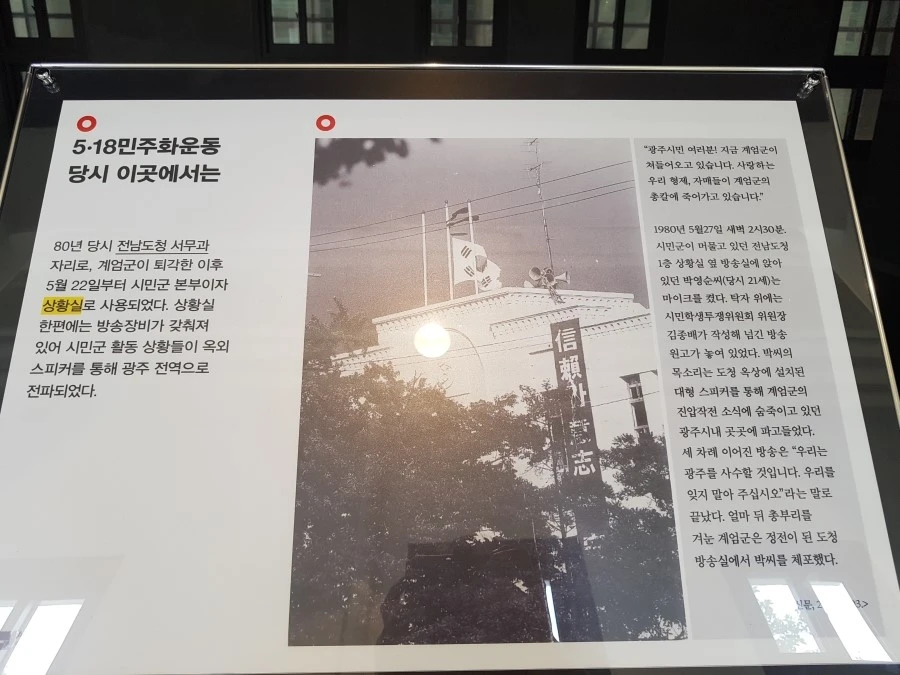 5·18민주화운동
당시 이곳에서는
80년 당시 전남도청 서무과
자리로, 계엄군이 퇴각한 이후
5월 22일부터 시민군 본부이자
상황실로 사용되었다. 상황실
한편에는 방송장비가 갖춰져
있어 시민군 활동 상황들이 옥외
스피커를 통해 광주 전역으로
전파되었다.
信賴
志
“광주시민 여러분! 지금 계엄군이
쳐들어오고 있습니다. 사랑하는
우리 형제, 자매들이 계엄군의
총칼에 죽어가고 있습니다.”
1980년 5월27일 새벽 2시30분.
시민군이 머물고 있던 전남도청
1층 상황실 옆 방송실에 앉아
있던 박영순씨(당시 21세)는
마이크를 켰다. 탁자 위에는
시민학생투쟁위원회 위원장
김종배가 작성해 넘긴 방송
원고가 놓여 있었다. 박씨의
목소리는 도청 옥상에 설치된
대형 스피커를 통해 계엄군의
진압작전 소식에 숨죽이고 있던
광주시내 곳곳에 파고들었다.
세 차례 이어진 방송은 “우리는
광주를 사수할 것입니다. 우리를
잊지 말아 주십시오”라는 말로
끝났다. 얼마 뒤 총부리를
겨눈 계엄군은 정전이 된 도청
방송실에서 박씨를 체포했다.